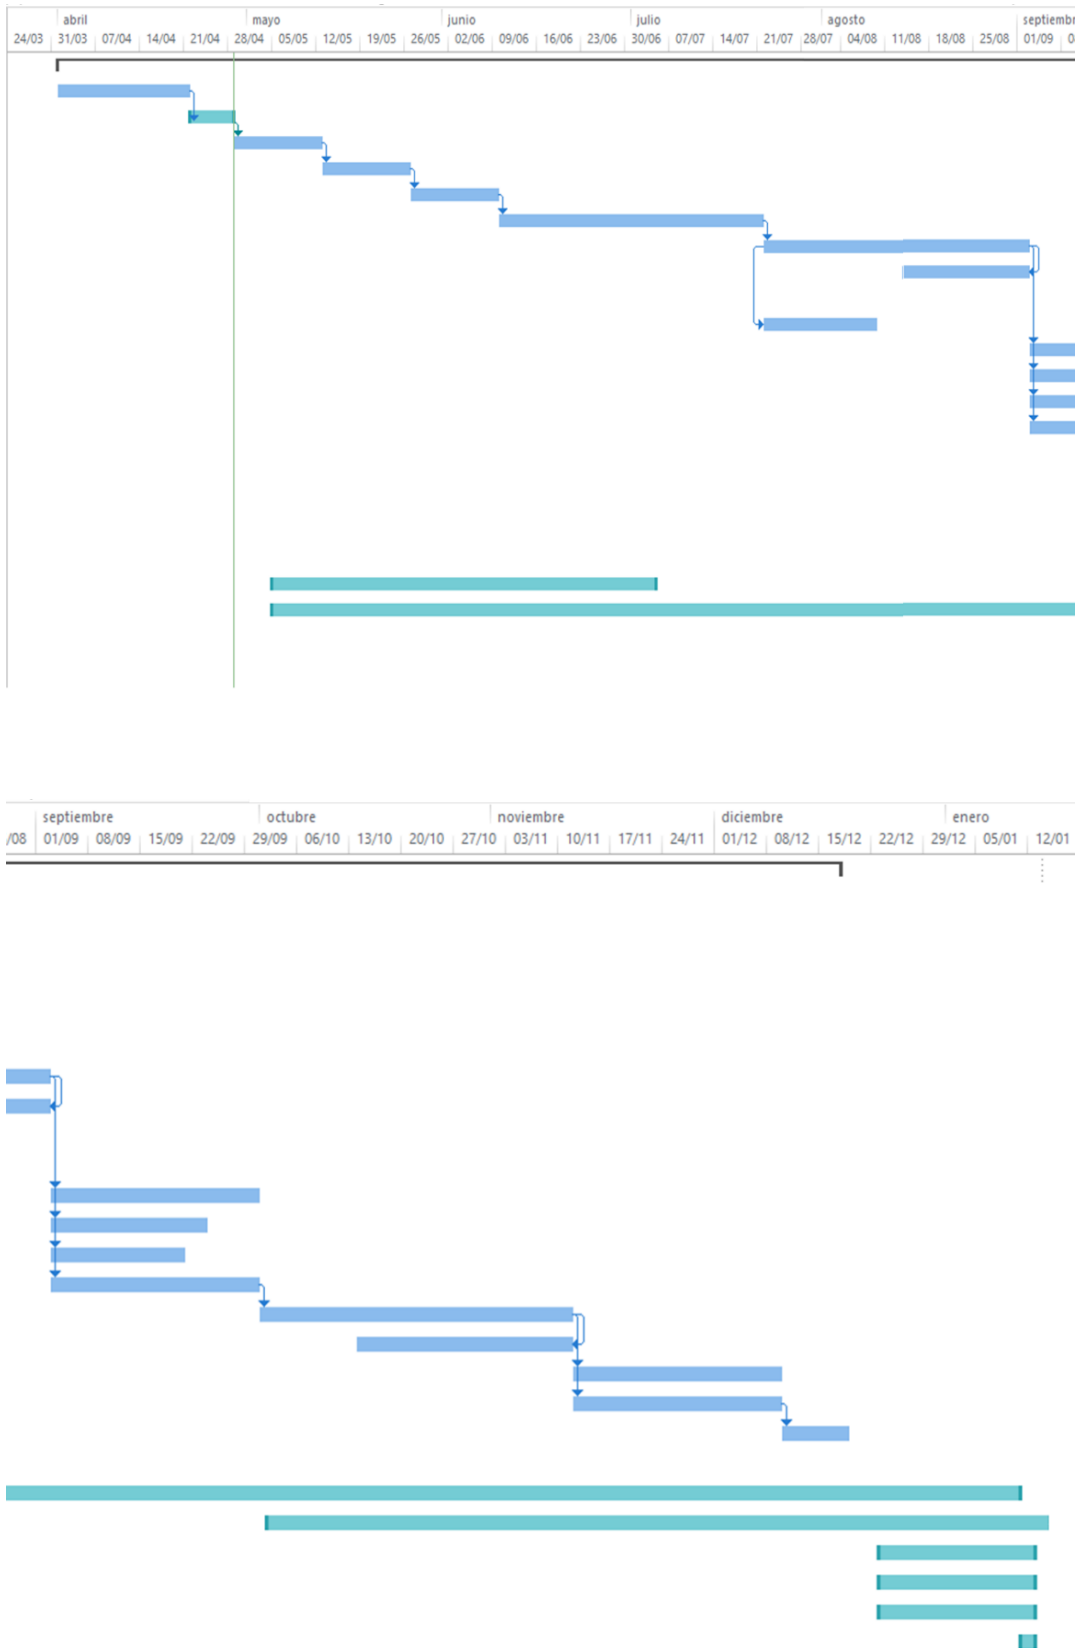 abril mayo junio julio agosto septiembr
24/03 31/03 07/04 14/04 21/04 28/04 05/05 12/05 19/05 26/05 02/06 09/06 16/06 23/06 30/06 07/07 14/07 21/07 28/07 04/08 11/08 18/08 25/08 01/09 0
septiembre octubre noviembre diciembre enero
/08 01/09 08/09 15/09 22/09 29/09 06/10 13/10 20/10 27/10 03/11 10/11 17/11 24/11 01/12 08/12 15/12 22/12 29/12 05/01 12/01